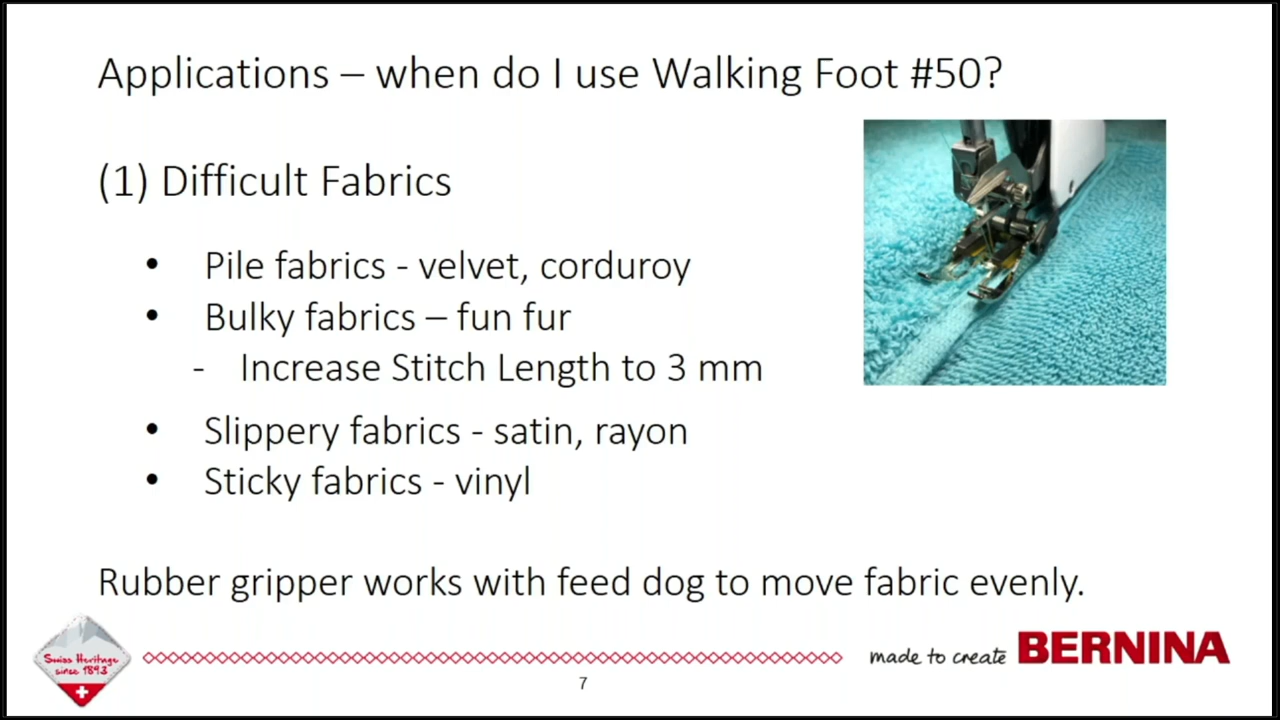 Applications – when do I use Walking Foot #50?
(1) Difficult Fabrics
• Pile fabrics - velvet, corduroy
• Bulky fabrics – fun fur
- Increase Stitch Length to 3 mm
• Slippery fabrics - satin, rayon
• Sticky fabrics - vinyl
Rubber gripper works with feed dog to move fabric evenly.
Swiss Heritage
since 1893
made to create BERNINA
7